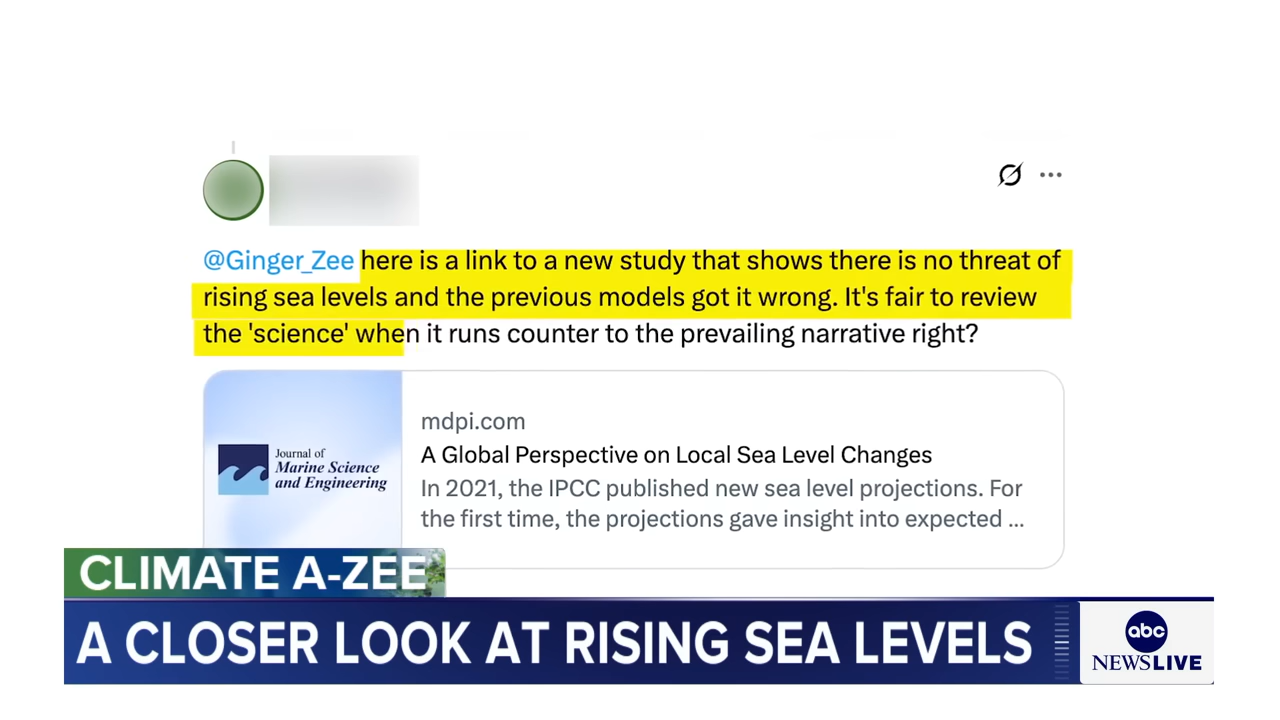 @Ginger_Zee here is a link to a new study that shows there is no threat of
rising sea levels and the previous models got it wrong. It's fair to review
the 'science' when it runs counter to the prevailing narrative right?
Journal of
Marine Science
and Engineering
mdpi.com
A Global Perspective on Local Sea Level Changes
In 2021, the IPCC published new sea level projections. For
the first time, the projections gave insight into expected ...
CLIMATE A-ZEE
A CLOSER LOOK AT RISING SEA LEVELS
abc
NEWSLIVE